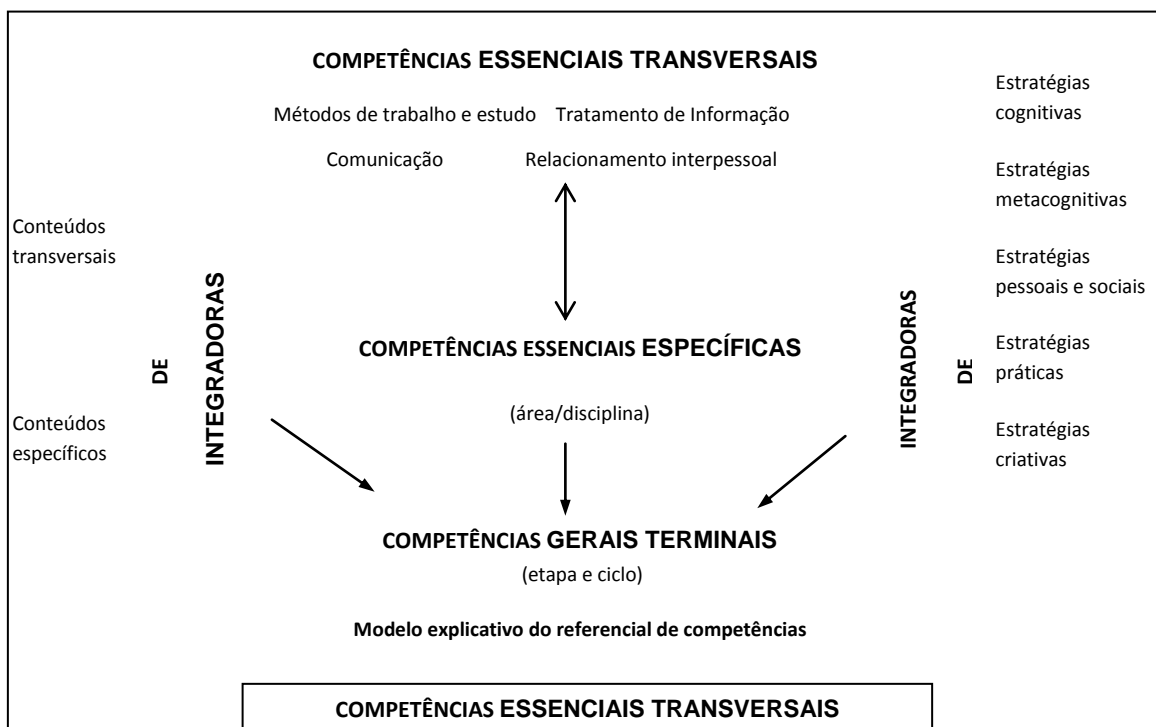 COMPETÊNCIAS ESSENCIAIS TRANSVERSAIS
Métodos de trabalho e estudo Tratamento de Informação
Comunicação Relacionamento interpessoal
Conteúdos
transversais
DE
INTEGRADORAS
Conteúdos
específicos
COMPETÊNCIAS ESSENCIAIS ESPECÍFICAS
(área/disciplina)
INTEGRADORAS
DE
Estratégias
cognitivas
Estratégias
metacognitivas
Estratégias
pessoais e sociais
Estratégias
práticas
Estratégias
criativas
COMPETÊNCIAS GERAIS TERMINAIS
(etapa e ciclo)
Modelo explicativo do referencial de competências
COMPETÊNCIAS ESSENCIAIS TRANSVERSAIS